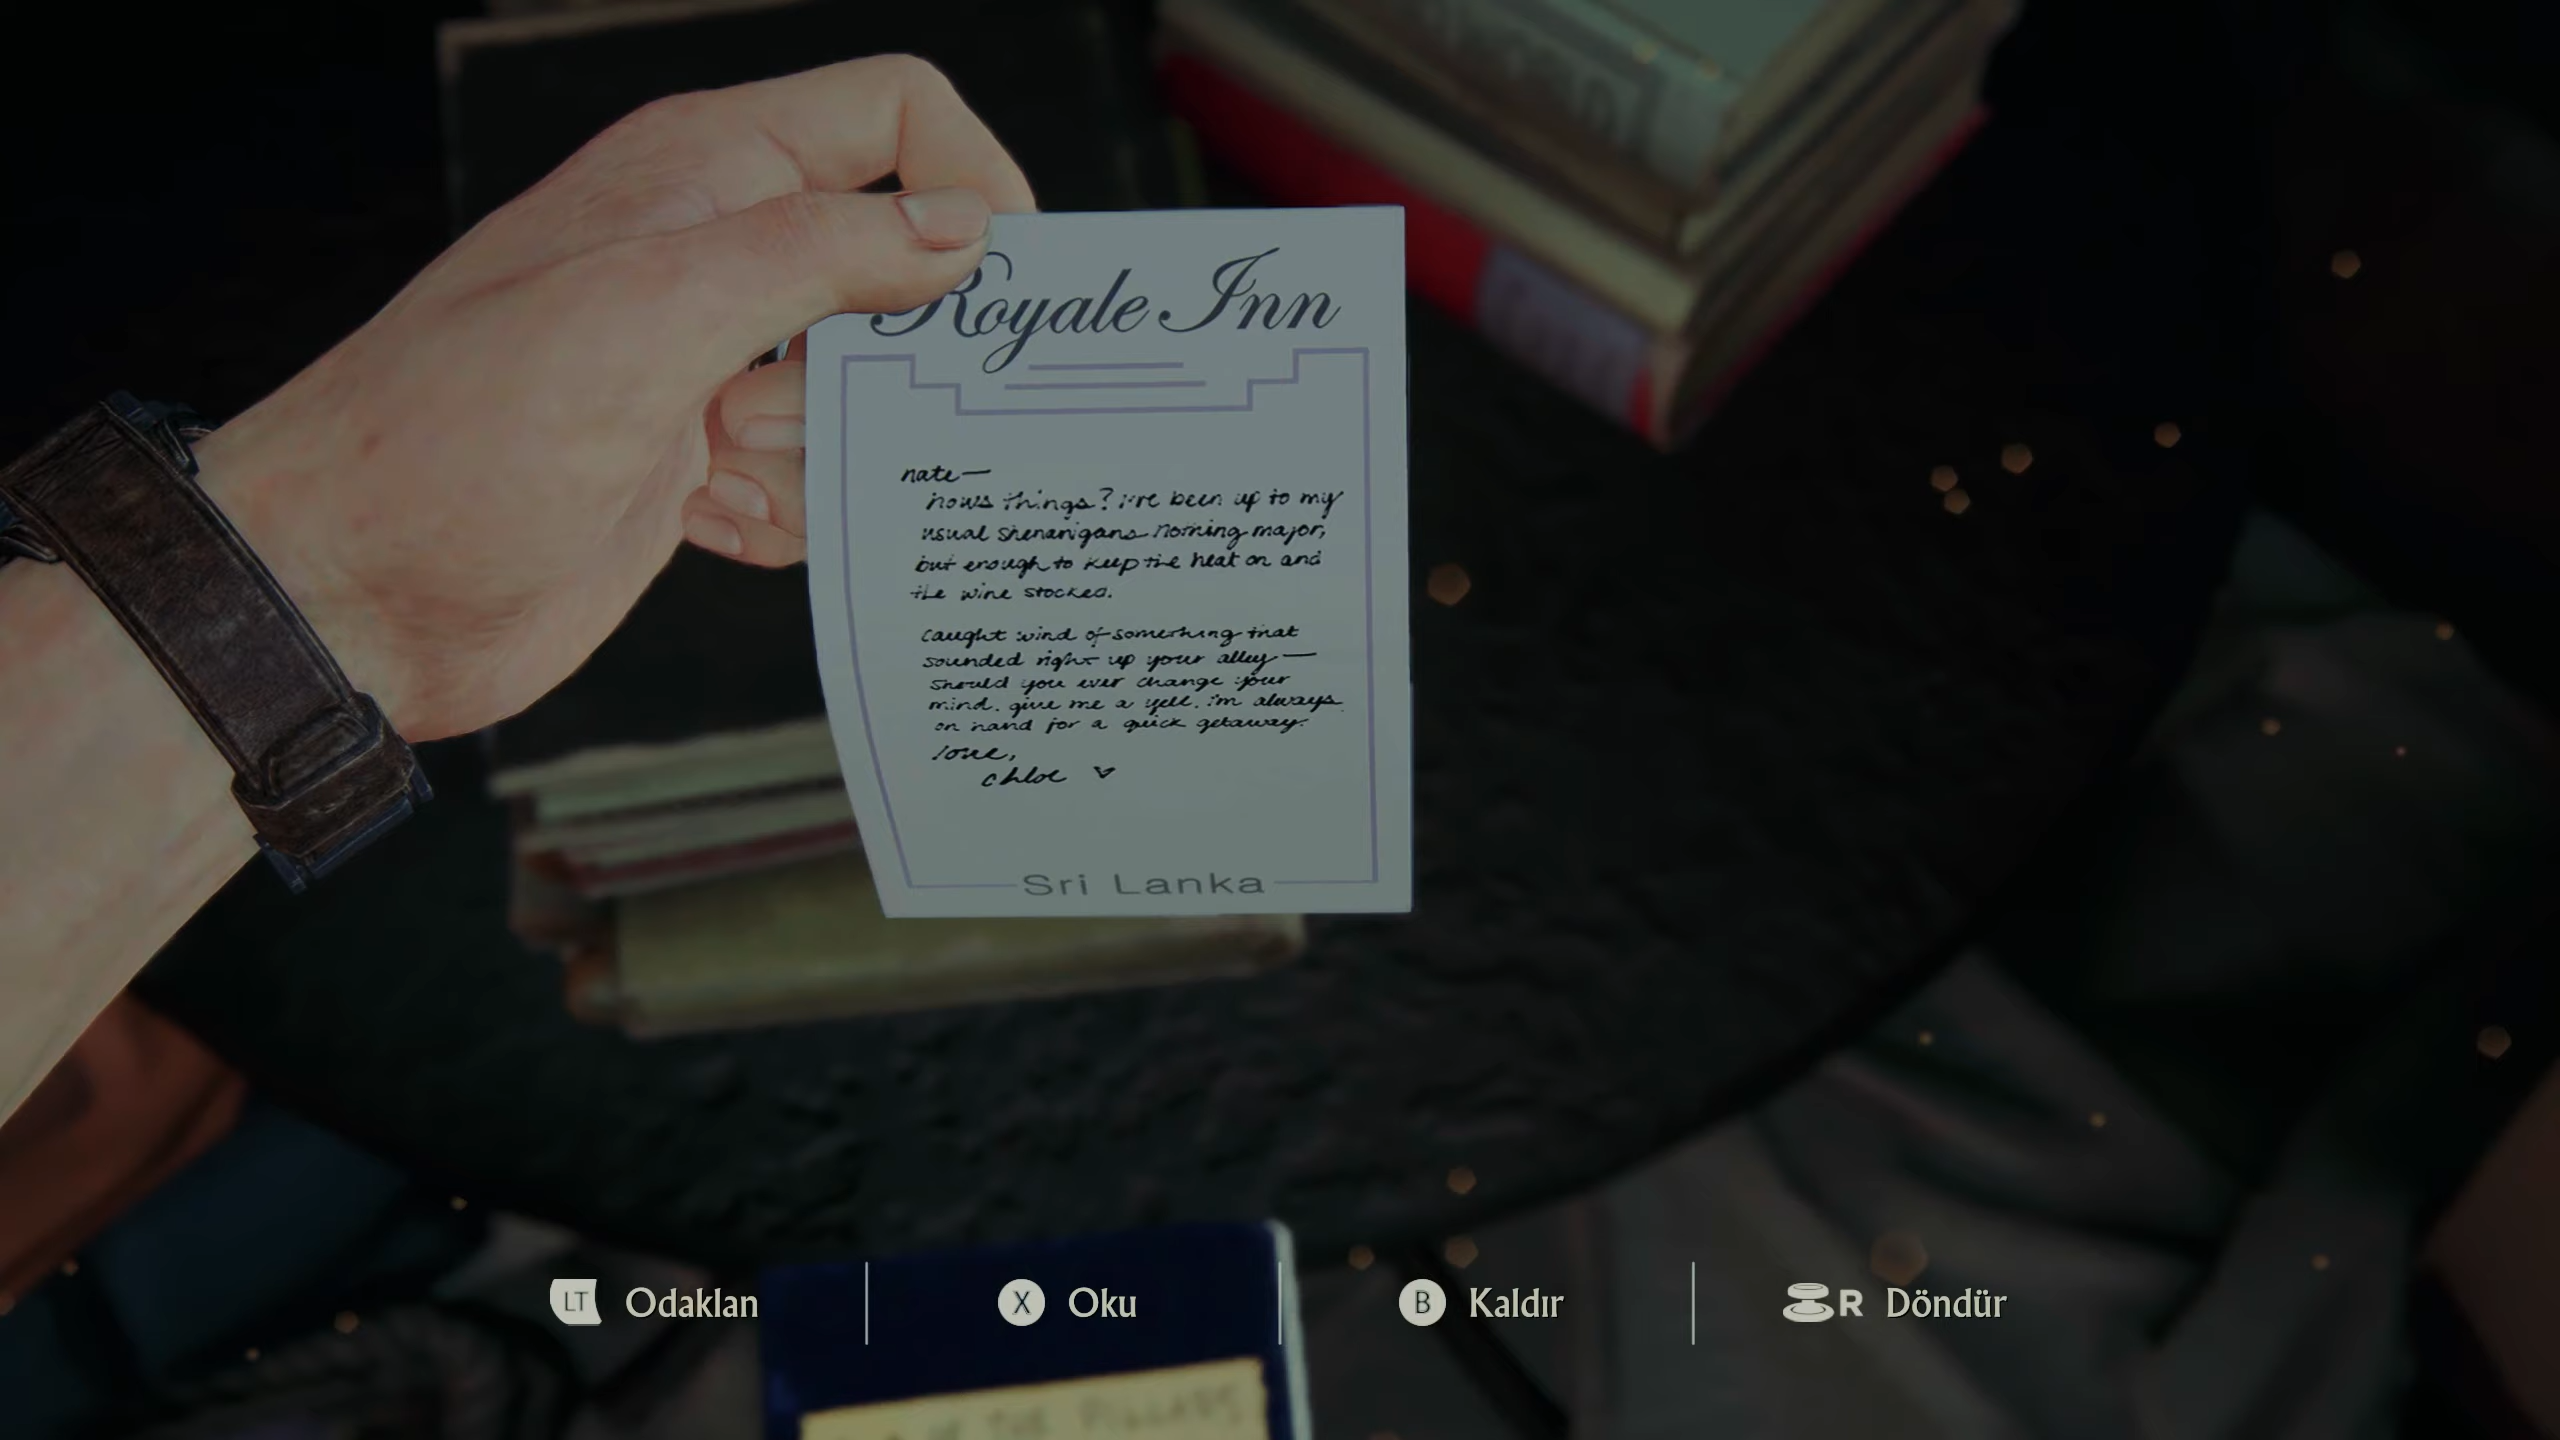 Royale Inn
nate—
hows things? i've been up to my
usual shenanigans. nothing major,
but enough to keep the heat on and
the wine stocked.
caught wind of something that
sounded right up your alley—
should you ever change your
mind, give me a yell. i'm always
on hand for a quick getaway.
love,
chloe
Sri Lanka
LT Odaklan
X Oku
B Kaldır
R Döndür
THE PILLARS